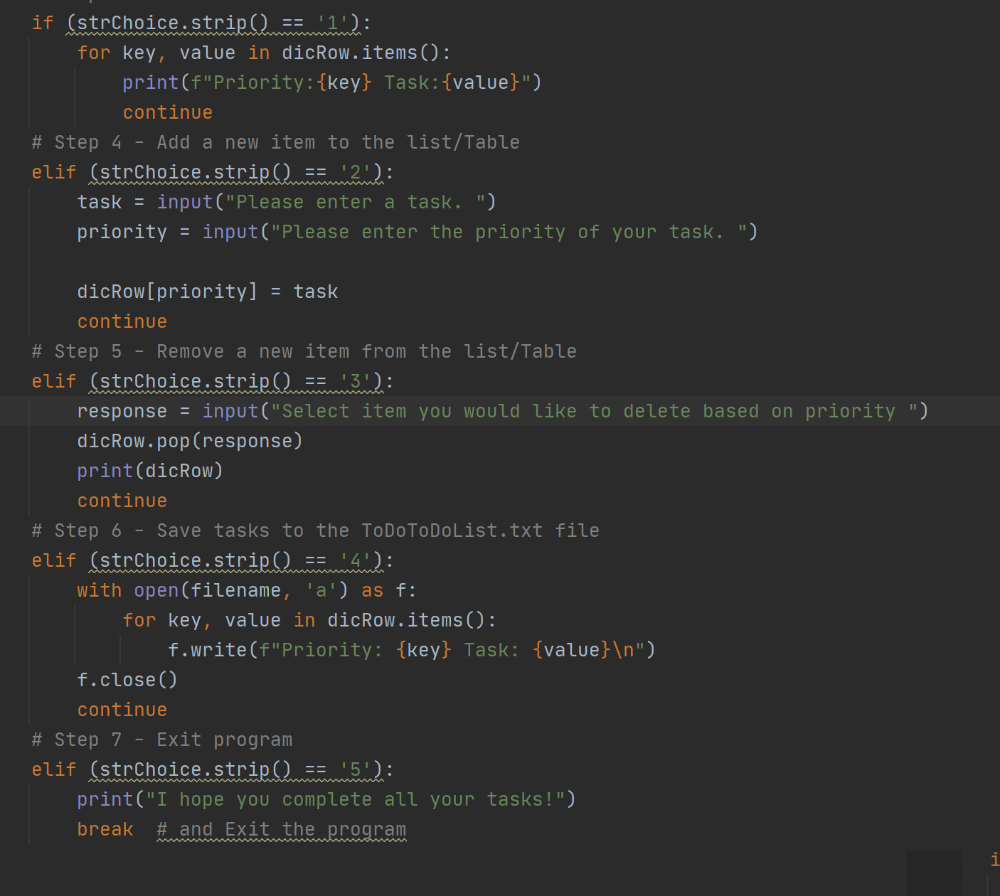 if (strChoice.strip() == '1'):
for key, value in dicRow.items():
print(f"Priority:{key} Task:{value}")
continue
# Step 4 - Add a new item to the list/Table
elif (strChoice.strip() == '2'):
task = input("Please enter a task. ")
priority = input("Please enter the priority of your task. ")
dicRow[priority] = task
continue
# Step 5 - Remove a new item from the list/Table
elif (strChoice.strip() == '3'):
response = input("Select item you would like to delete based on priority ")
dicRow.pop(response)
print(dicRow)
continue
# Step 6 - Save tasks to the ToDoToDoList.txt file
elif (strChoice.strip() == '4'):
with open(filename, 'a') as f:
for key, value in dicRow.items():
f.write(f"Priority: {key} Task: {value}\n")
f.close()
continue
# Step 7 - Exit program
elif (strChoice.strip() == '5'):
print("I hope you complete all your tasks!")
break  # and Exit the program